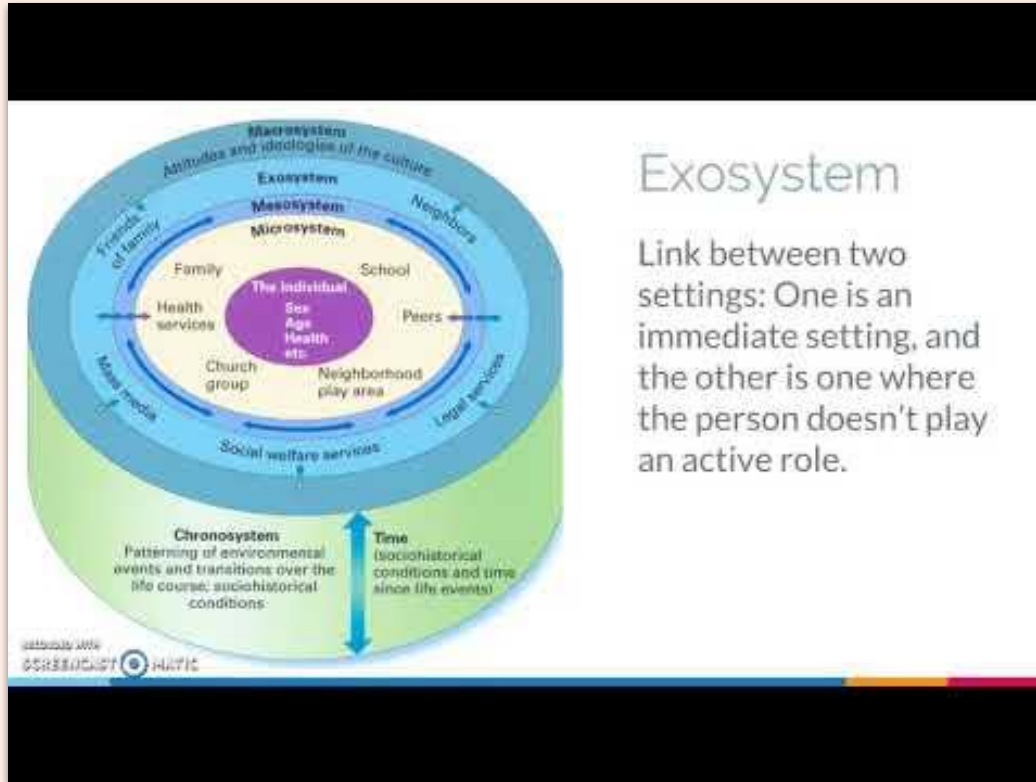 Macrosystem
Attitudes and ideologies of the culture
Exosystem
Mesosystem
Microsystem
Friends
of family
Neighbors
Family
School
The Individual
Sex
Age
Health
etc.
Health
services
Peers
Church
group
Neighborhood
play area
Mass media
Legal services
Social welfare services
Chronosystem
Patterning of environmental
events and transitions over the
life course; sociohistorical
conditions
Time
(sociohistorical
conditions and time
since life events)
Exosystem
Link between two
settings: One is an
immediate setting, and
the other is one where
the person doesn't play
an active role.
RECORDED WITH
SCREENCAST MATIC